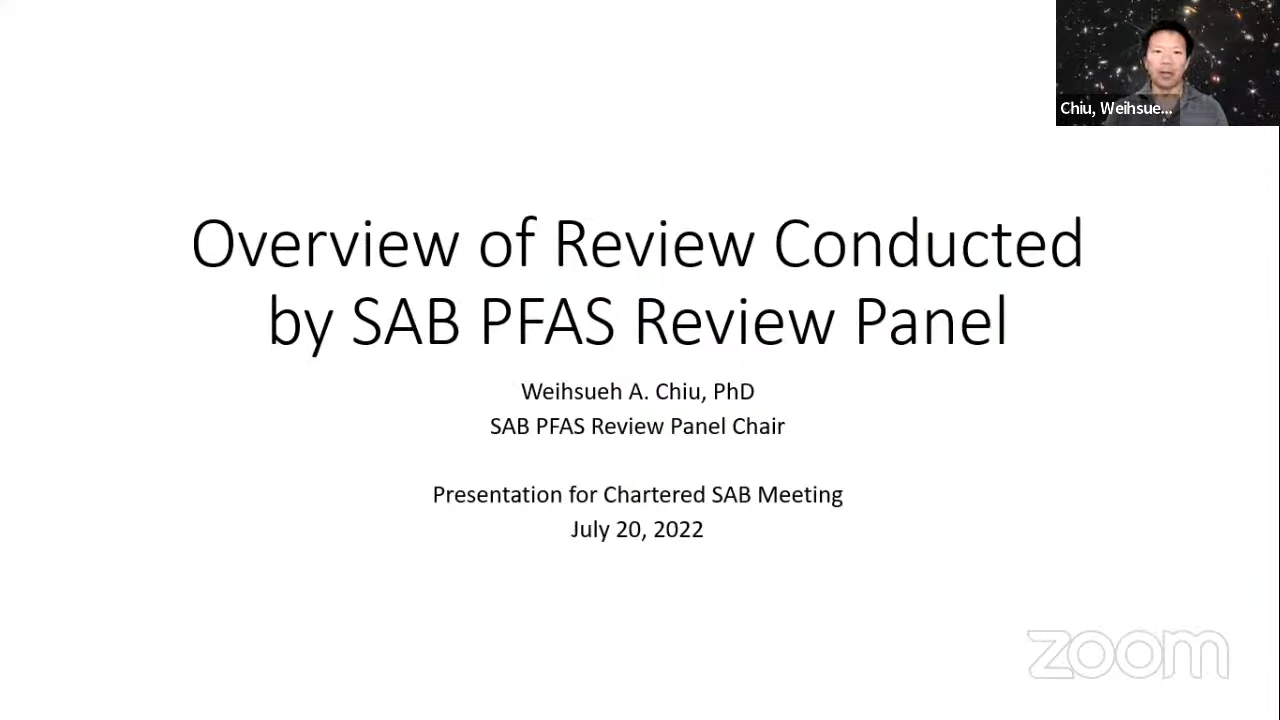 Chiu, Weihsue...
Overview of Review Conducted
by SAB PFAS Review Panel
Weihsueh A. Chiu, PhD
SAB PFAS Review Panel Chair
Presentation for Chartered SAB Meeting
July 20, 2022
zoom